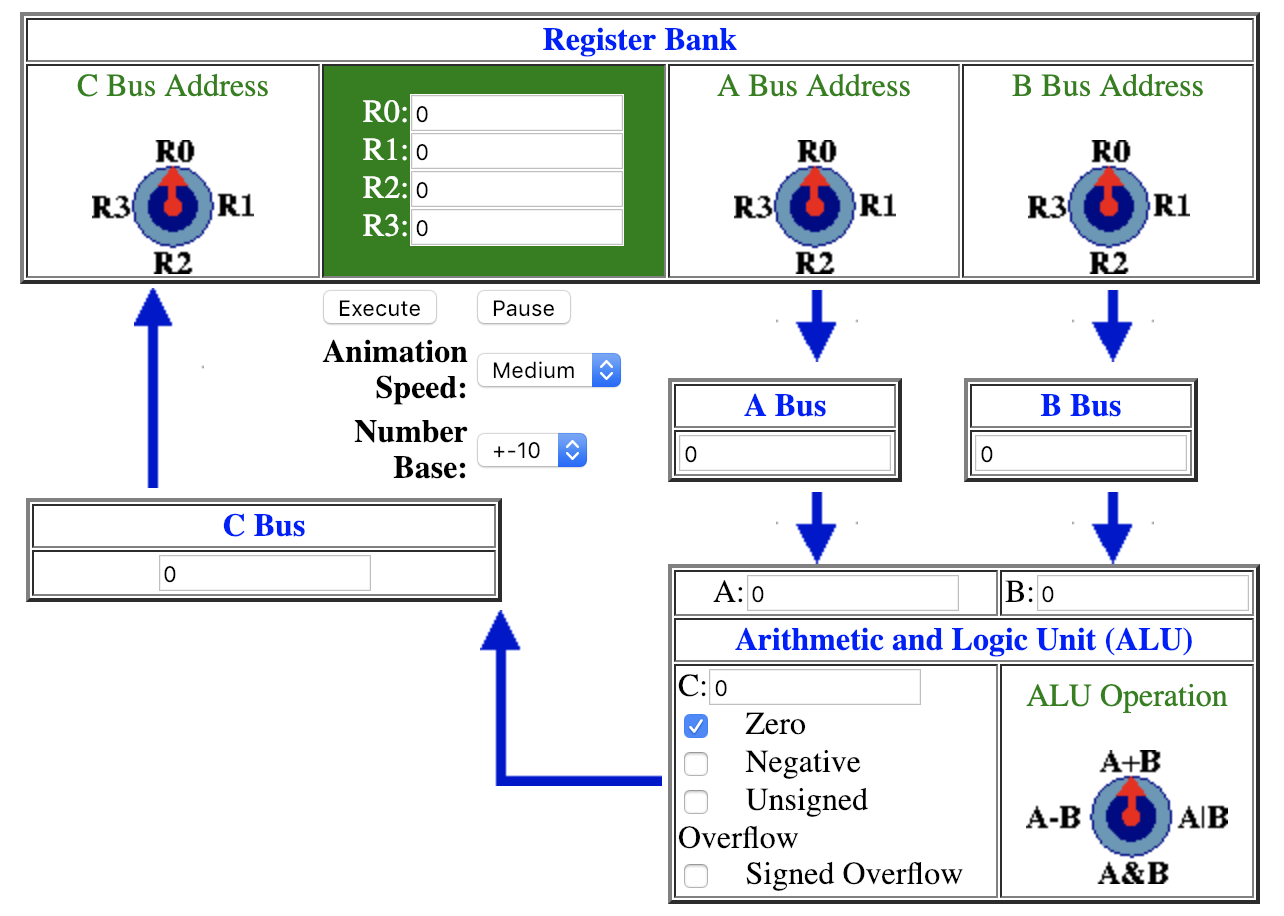 Register Bank
C Bus Address
R0
R3
R1
R2
R0: 0
R1: 0
R2: 0
R3: 0
A Bus Address
R0
R3
R1
R2
B Bus Address
R0
R3
R1
R2
Execute
Pause
Animation
Speed:
Medium
Number
Base:
+-10
A Bus
0
B Bus
0
C Bus
0
A: 0
B: 0
Arithmetic and Logic Unit (ALU)
C: 0
Zero
Negative
Unsigned
Overflow
Signed Overflow
ALU Operation
A+B
A-B
A|B
A&B